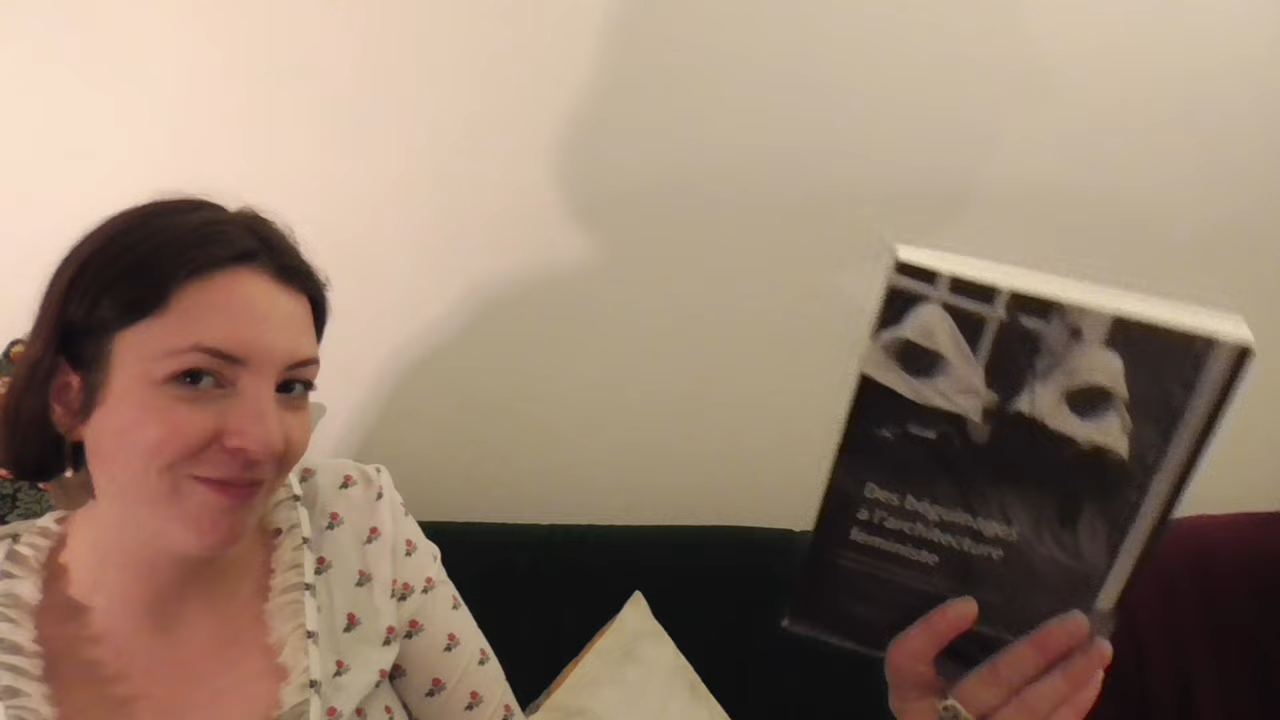 Des béguinages
à l'architecture
féministe